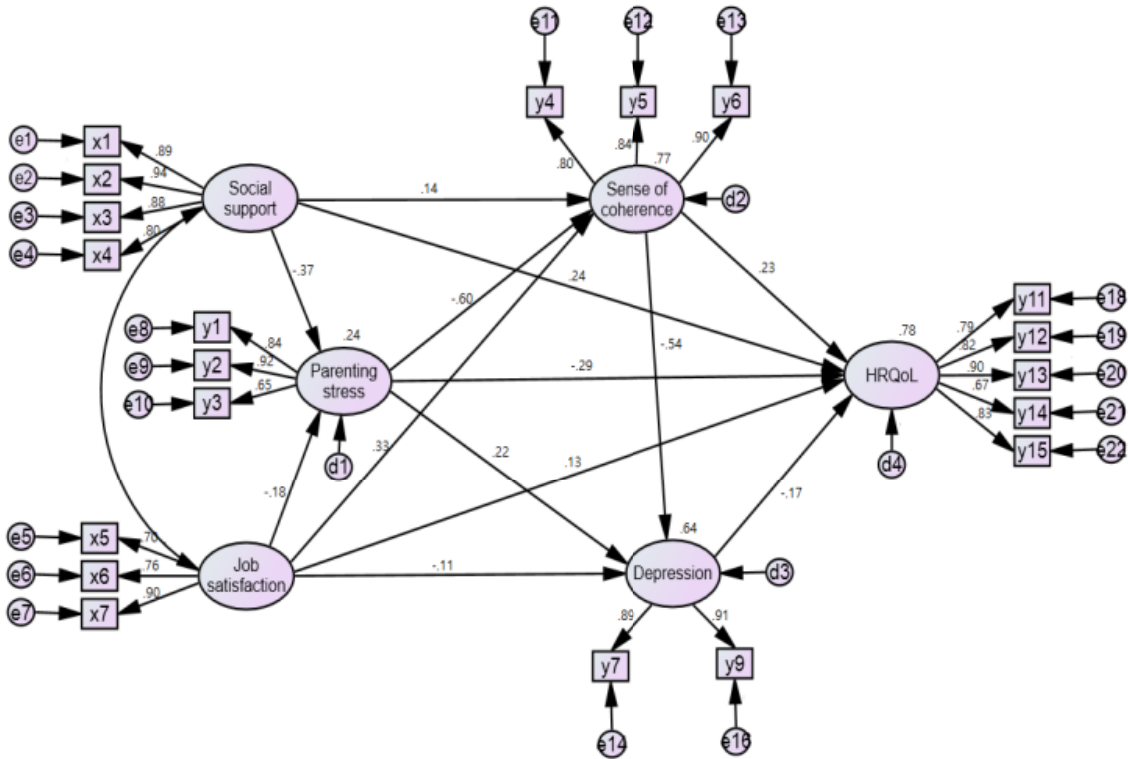 e11
e12
e13
y4
y5
y6
.80
.84
.90
.77
e1
x1
.89
e2
x2
.94
e3
x3
.88
e4
x4
.80
Social
support
.14
Sense of
coherence
d2
-.37
-.60
.24
.23
-.54
e8
y1
.84
e9
y2
.92
e10
y3
.65
.24
Parenting
stress
d1
-.29
.33
.22
.13
-.18
.78
HRQoL
d4
.79
y11
e18
.82
y12
e19
.90
y13
e20
.67
y14
e21
.83
y15
e22
-.17
e5
x5
.70
e6
x6
.76
e7
x7
.90
Job
satisfaction
-.11
.64
Depression
d3
.89
.91
y7
y9
e14
e16